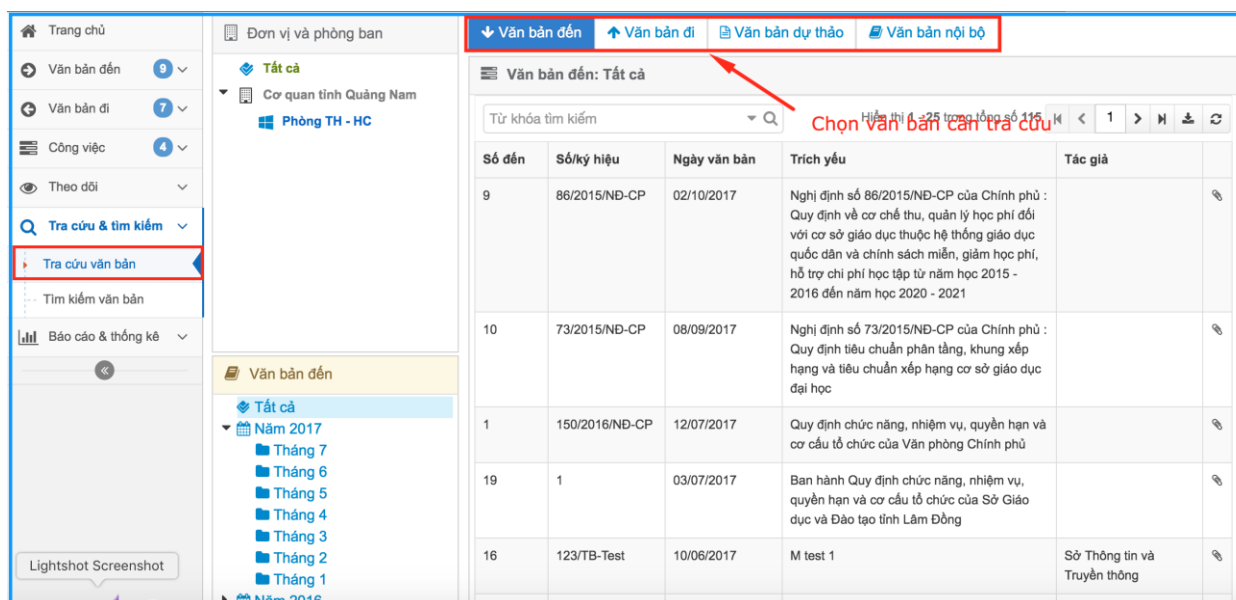 Trang chủ
Văn bản đến 9
Văn bản đi 7
Công việc 4
Theo dõi
Tra cứu & tìm kiếm
Tra cứu văn bản
Tìm kiếm văn bản
Báo cáo & thống kê
Lightshot Screenshot
Đơn vị và phòng ban
Tất cả
Cơ quan tỉnh Quảng Nam
Phòng TH - HC
Văn bản đến
Tất cả
Năm 2017
Tháng 7
Tháng 6
Tháng 5
Tháng 4
Tháng 3
Tháng 2
Tháng 1
Năm 2016
Văn bản đến Văn bản đi Văn bản dự thảo Văn bản nội bộ
Văn bản đến: Tất cả
Từ khóa tìm kiếm
Hiển thị 1 - 25 trong tổng số 115 1
Chọn văn bản cần tra cứu
Số đến Số/ký hiệu Ngày văn bản Trích yếu Tác giả
9 86/2015/NĐ-CP 02/10/2017 Nghị định số 86/2015/NĐ-CP của Chính phủ :
Quy định về cơ chế thu, quản lý học phí đối
với cơ sở giáo dục thuộc hệ thống giáo dục
quốc dân và chính sách miễn, giảm học phí,
hỗ trợ chi phí học tập từ năm học 2015 -
2016 đến năm học 2020 - 2021
10 73/2015/NĐ-CP 08/09/2017 Nghị định số 73/2015/NĐ-CP của Chính phủ :
Quy định tiêu chuẩn phân tầng, khung xếp
hạng và tiêu chuẩn xếp hạng cơ sở giáo dục
đại học
1 150/2016/NĐ-CP 12/07/2017 Quy định chức năng, nhiệm vụ, quyền hạn và
cơ cấu tổ chức của Văn phòng Chính phủ
19 1 03/07/2017 Ban hành Quy định chức năng, nhiệm vụ,
quyền hạn và cơ cấu tổ chức của Sở Giáo
dục và Đào tạo tỉnh Lâm Đồng
16 123/TB-Test 10/06/2017 M test 1 Sở Thông tin và
Truyền thông